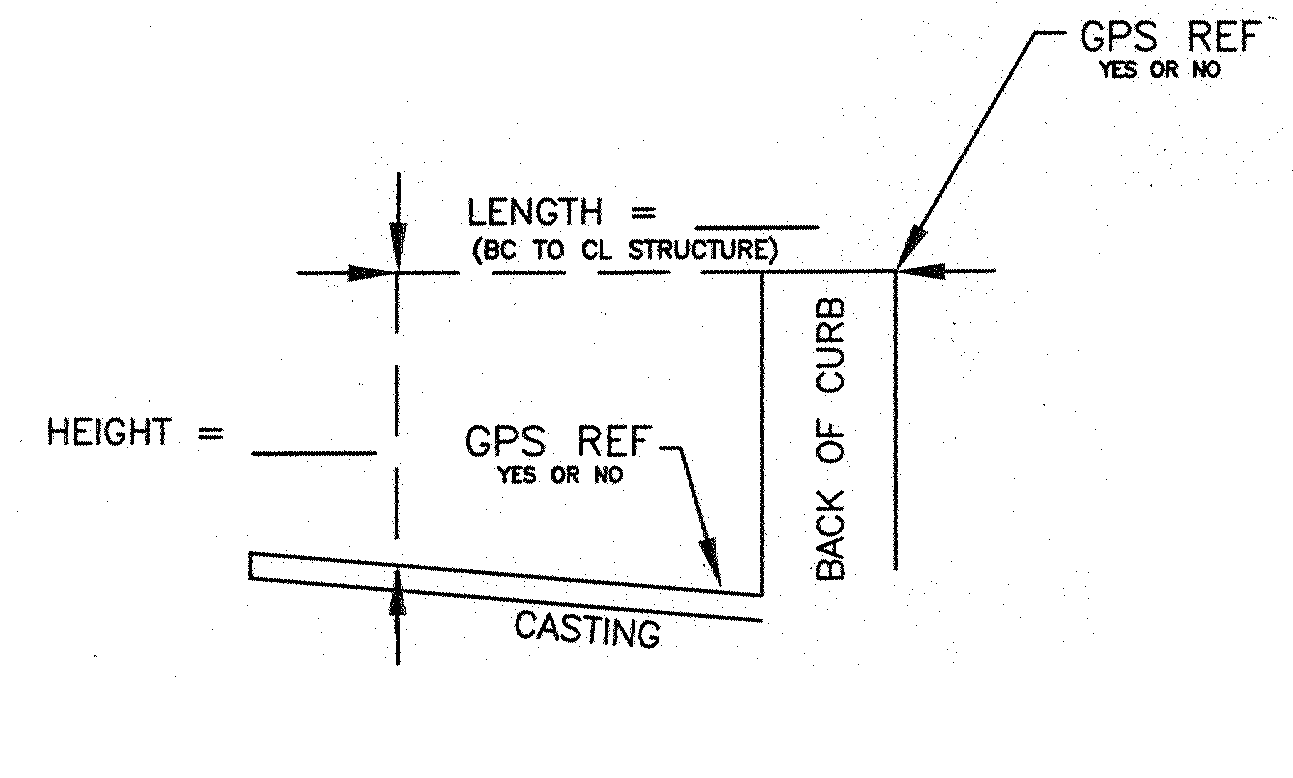 GPS REF
YES OR NO
LENGTH = ______
(BC TO CL STRUCTURE)
BACK OF CURB
HEIGHT = ______
GPS REF
YES OR NO
CASTING